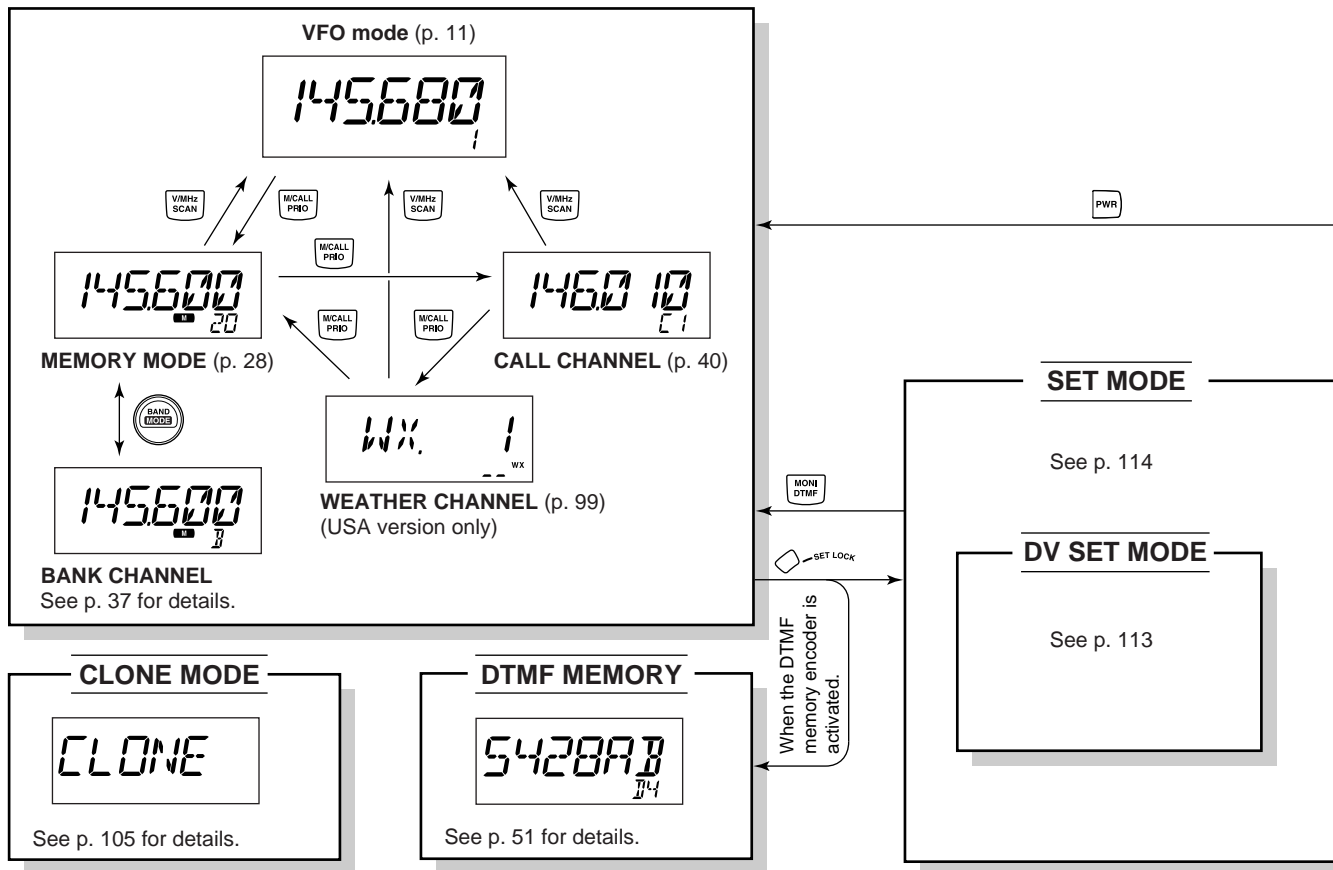 VFO mode (p. 11)
145.680
1
V/MHz
SCAN
M/CALL
PRIO
V/MHz
SCAN
V/MHz
SCAN
PWR
M/CALL
PRIO
145.600
M
20
146.010
C1
M/CALL
PRIO
M/CALL
PRIO
MEMORY MODE (p. 28)
CALL CHANNEL (p. 40)
BAND
MODE
WX. 1
-- WX
145.600
M
B
WEATHER CHANNEL (p. 99)
(USA version only)
BANK CHANNEL
See p. 37 for details.
MONI
DTMF
SET LOCK
When the DTMF
memory encoder is
activated.
SET MODE
See p. 114
DV SET MODE
See p. 113
CLONE MODE
CLONE
See p. 105 for details.
DTMF MEMORY
5428AB
D4
See p. 51 for details.